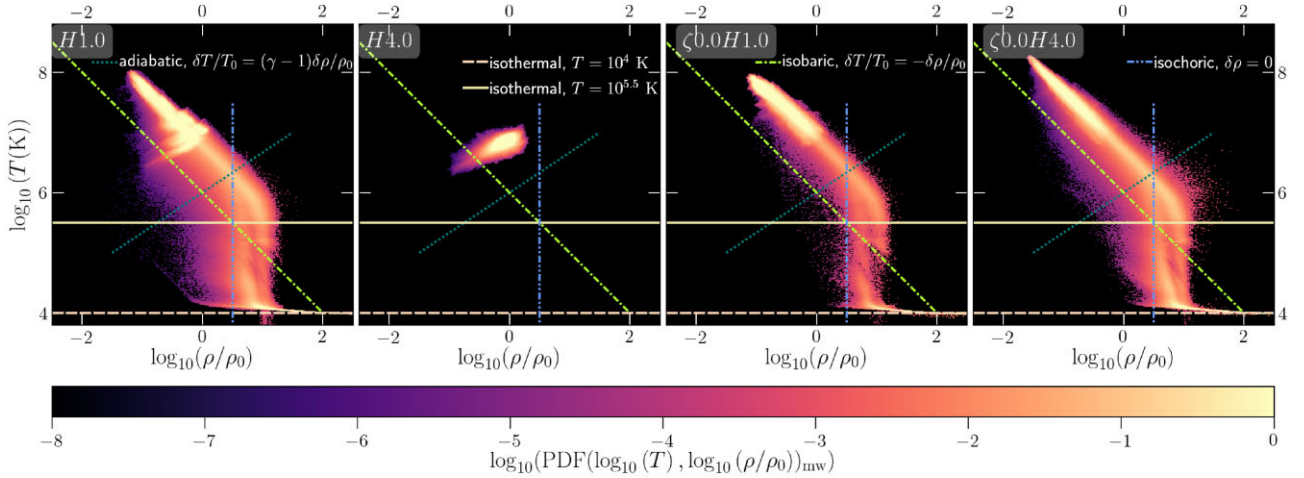 −2 0 2 −2 0 2 −2 0 2 −2 0 2
H1.0 H4.0 ζ0.0H1.0 ζ0.0H4.0
adiabatic, δT/T₀ = (γ − 1)δρ/ρ₀
isothermal, T = 10⁴ K
isothermal, T = 10^5.5 K
isobaric, δT/T₀ = −δρ/ρ₀
isochoric, δρ = 0
log₁₀(T(K))
8 6 4
8 6 4
−2 0 2 −2 0 2 −2 0 2 −2 0 2
log₁₀(ρ/ρ₀) log₁₀(ρ/ρ₀) log₁₀(ρ/ρ₀) log₁₀(ρ/ρ₀)
−8 −7 −6 −5 −4 −3 −2 −1 0
log₁₀(PDF(log₁₀(T), log₁₀(ρ/ρ₀))mw)